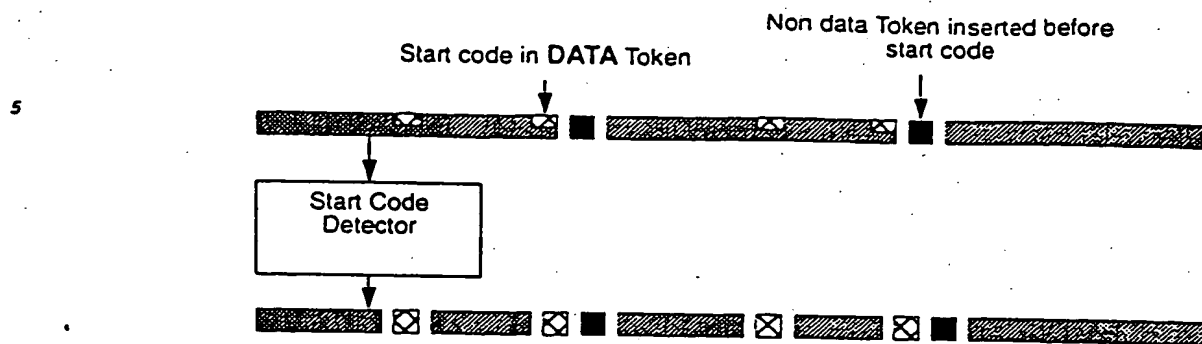 Non data Token inserted before
start code
Start code in DATA Token
5
Start Code
Detector